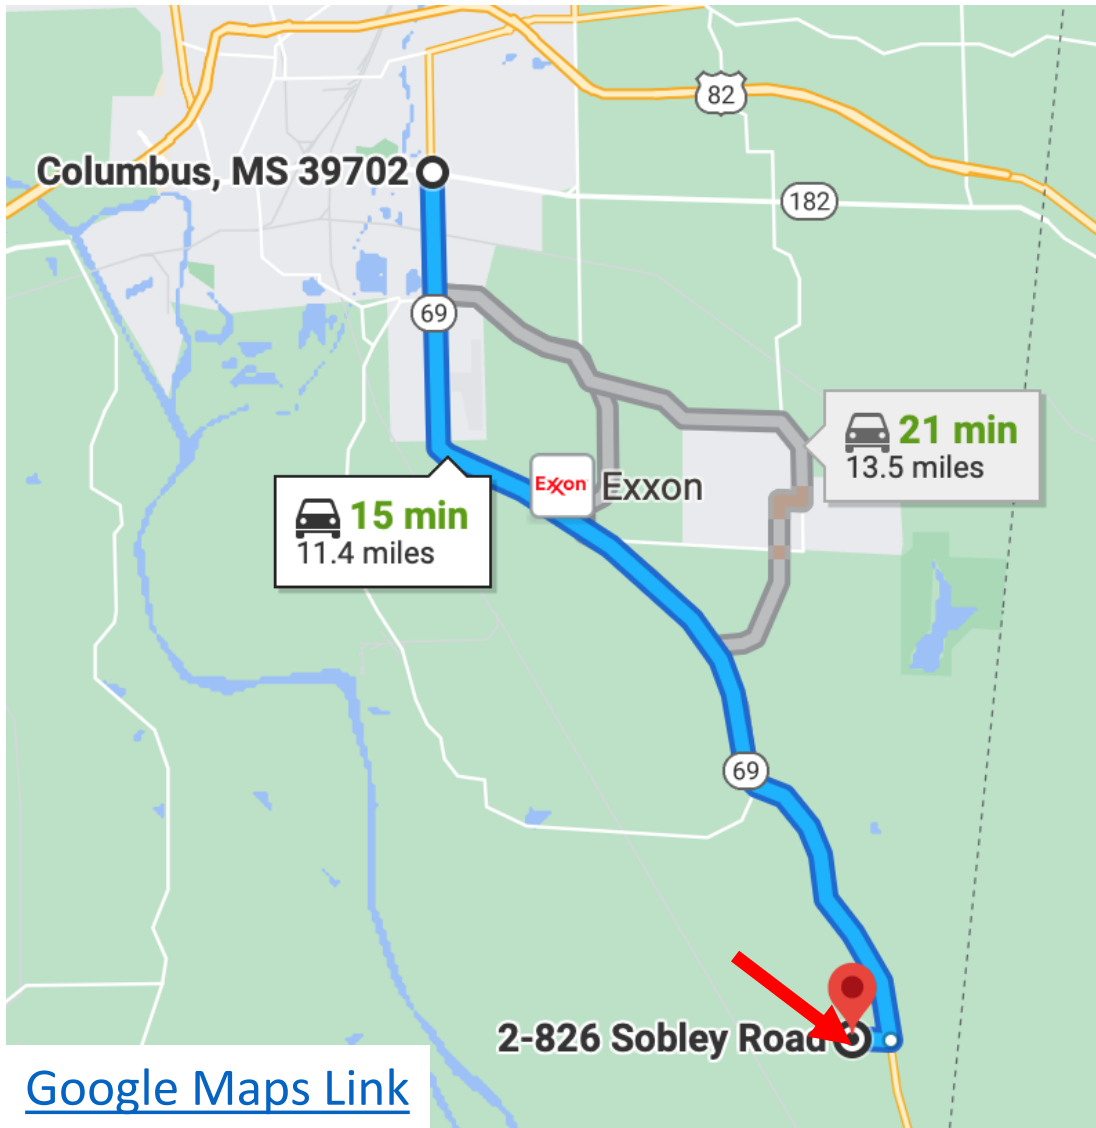 82
Columbus, MS 39702
182
69
21 min
13.5 miles
Exxon
Exxon
15 min
11.4 miles
69
2-826 Sobley Road
Google Maps Link